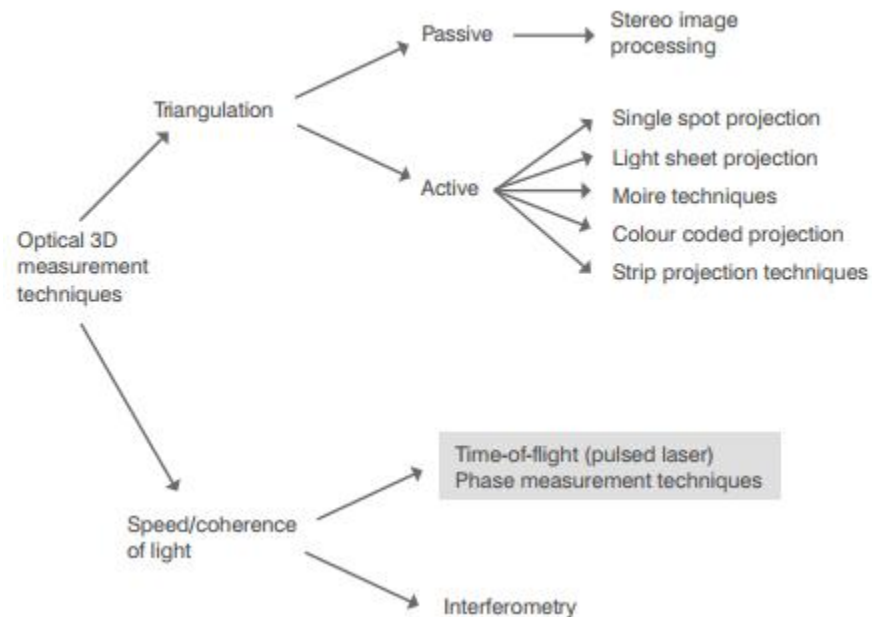 Passive
Stereo image
processing
Triangulation
Single spot projection
Light sheet projection
Active
Moire techniques
Colour coded projection
Strip projection techniques
Optical 3D
measurement
techniques
Time-of-flight (pulsed laser)
Phase measurement techniques
Speed/coherence
of light
Interferometry